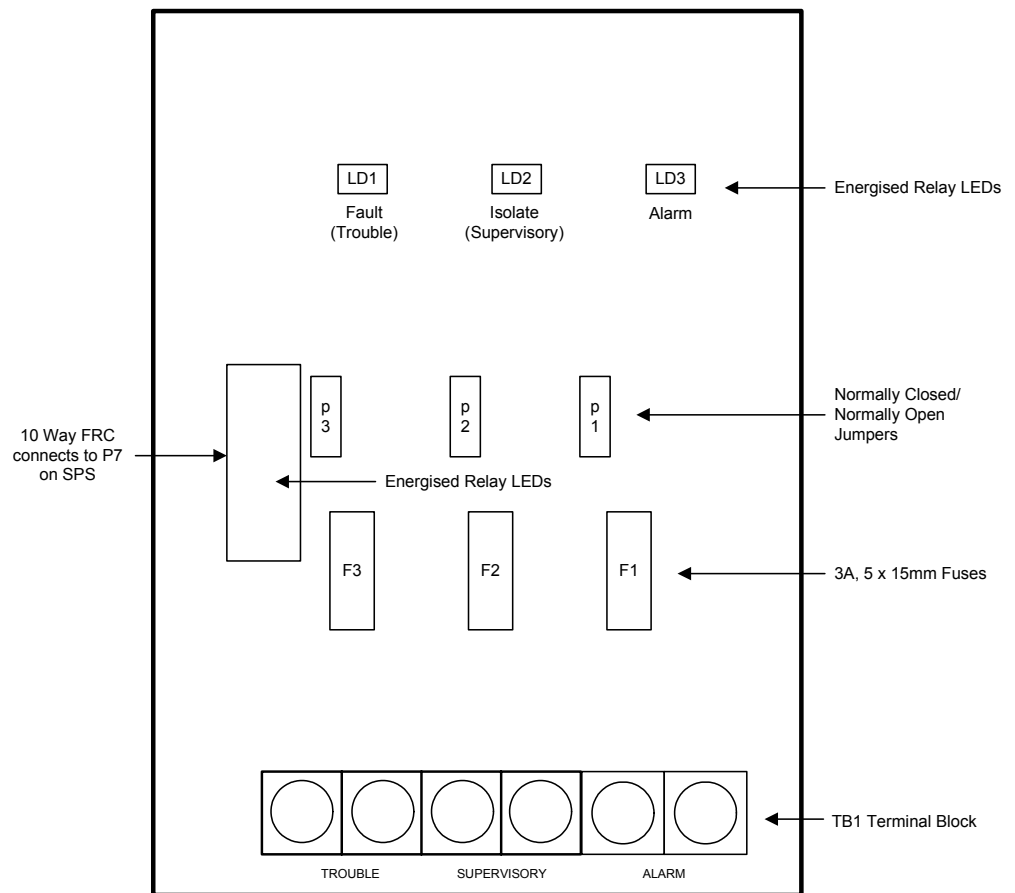 LD1
LD2
LD3
Energised Relay LEDs
Fault
(Trouble)
Isolate
(Supervisory)
Alarm
p
3
p
2
p
1
Normally Closed/
Normally Open
Jumpers
10 Way FRC
connects to P7
on SPS
Energised Relay LEDs
F3
F2
F1
3A, 5 x 15mm Fuses
TB1 Terminal Block
TROUBLE
SUPERVISORY
ALARM